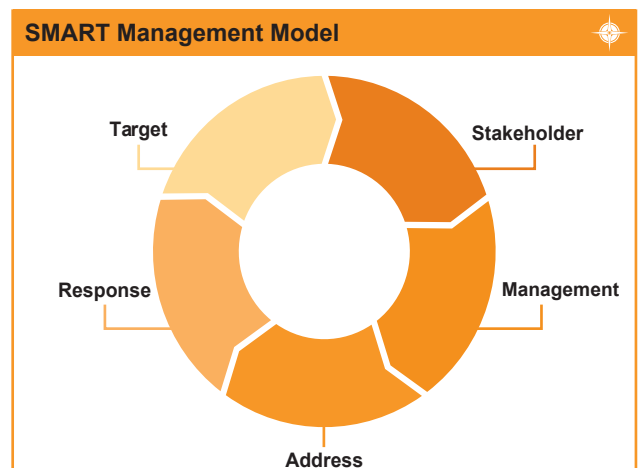 SMART Management Model
Target
Stakeholder
Response
Management
Address